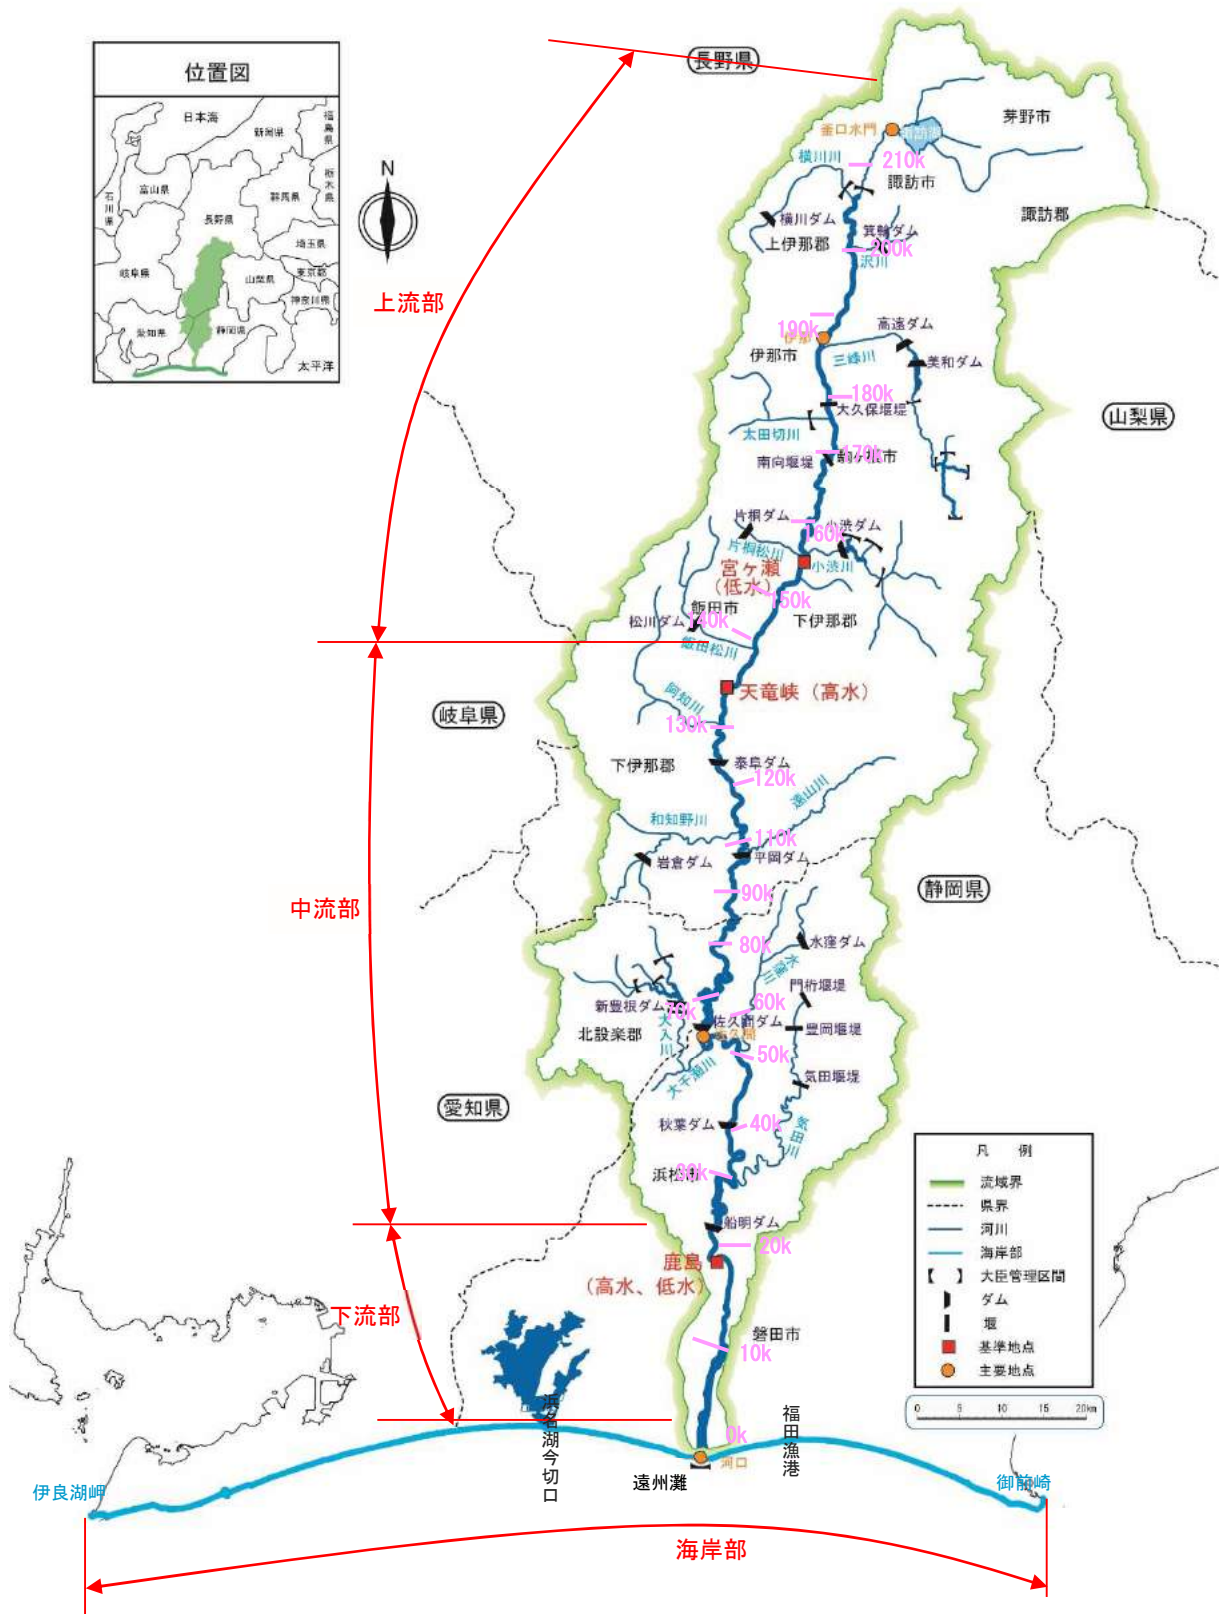 位置図
日本海
新岡県
福島県
富山県
石川県
群馬県
栃木県
長野県
埼玉県
岐阜県
山梨県
東京都
神奈川県
愛知県
静岡県
太平洋
N
長野県
茅野市
釜口水門
諏訪湖
横川川
210k
諏訪市
諏訪郡
横川ダム
箕輪ダム
上伊那郡
200k
沢川
上流部
190k
伊那
高遠ダム
伊那市
三峰川
美和ダム
180k
大久保堰堤
山梨県
太田切川
170k
駒ヶ根市
南向堰堤
片桐ダム
小渋ダム
160k
片桐松川
宮ヶ瀬
(低水)
小渋川
150k
飯田市
下伊那郡
松川ダム
140k
飯田松川
天竜峡(高水)
阿知川
岐阜県
130k
下伊那郡
泰阜ダム
120k
遠山川
和知野川
110k
岩倉ダム
平岡ダム
静岡県
90k
中流部
80k
水窪ダム
水窪川
門桁堰堤
新豊根ダム
70k
60k
佐久間ダム
佐久間
豊岡堰堤
大入川
北設楽郡
50k
大千瀬川
気田堰堤
愛知県
秋葉ダム
40k
気田川
浜松市
30k
船明ダム
20k
鹿島
(高水、低水)
下流部
磐田市
10k
凡 例
流域界
県界
河川
海岸部
大臣管理区間
ダム
堰
基準地点
主要地点
0 5 10 15 20km
浜名湖今切口
0k
福田漁港
河口
遠州灘
伊良湖岬
御前崎
海岸部